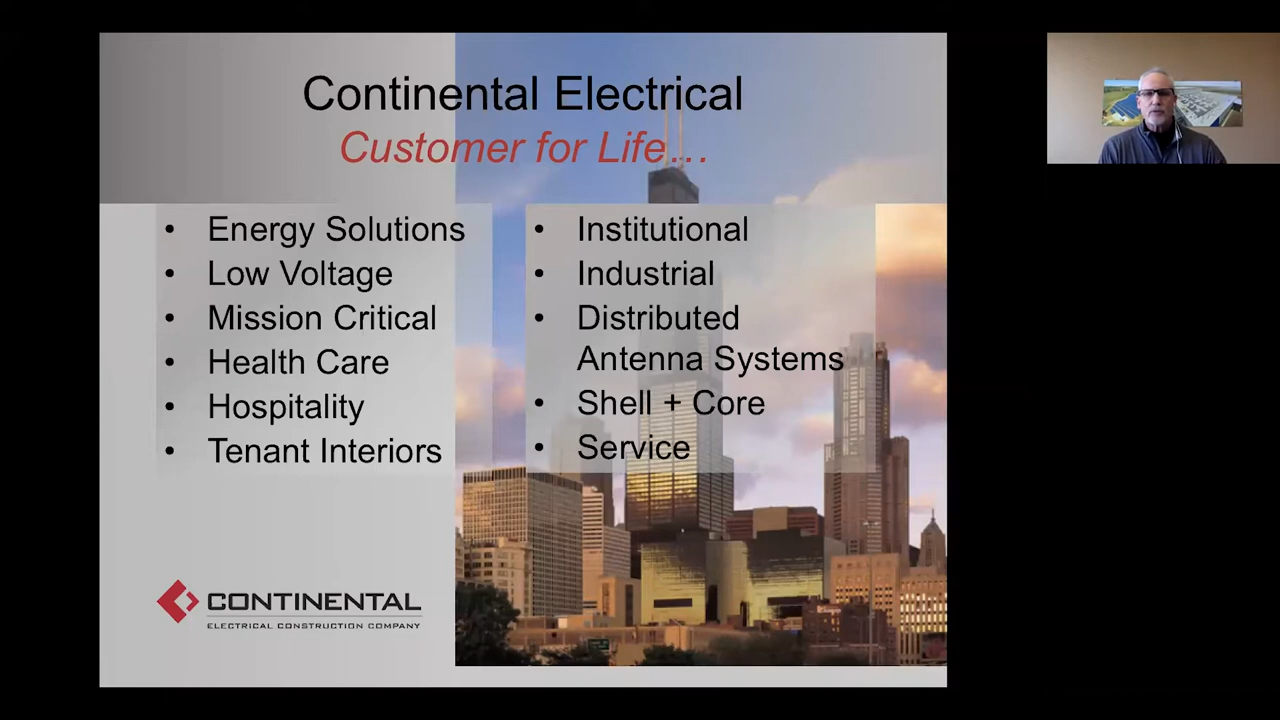 Continental Electrical
Customer for Life…
• Energy Solutions
• Low Voltage
• Mission Critical
• Health Care
• Hospitality
• Tenant Interiors
• Institutional
• Industrial
• Distributed
Antenna Systems
• Shell + Core
• Service
CONTINENTAL
ELECTRICAL CONSTRUCTION COMPANY